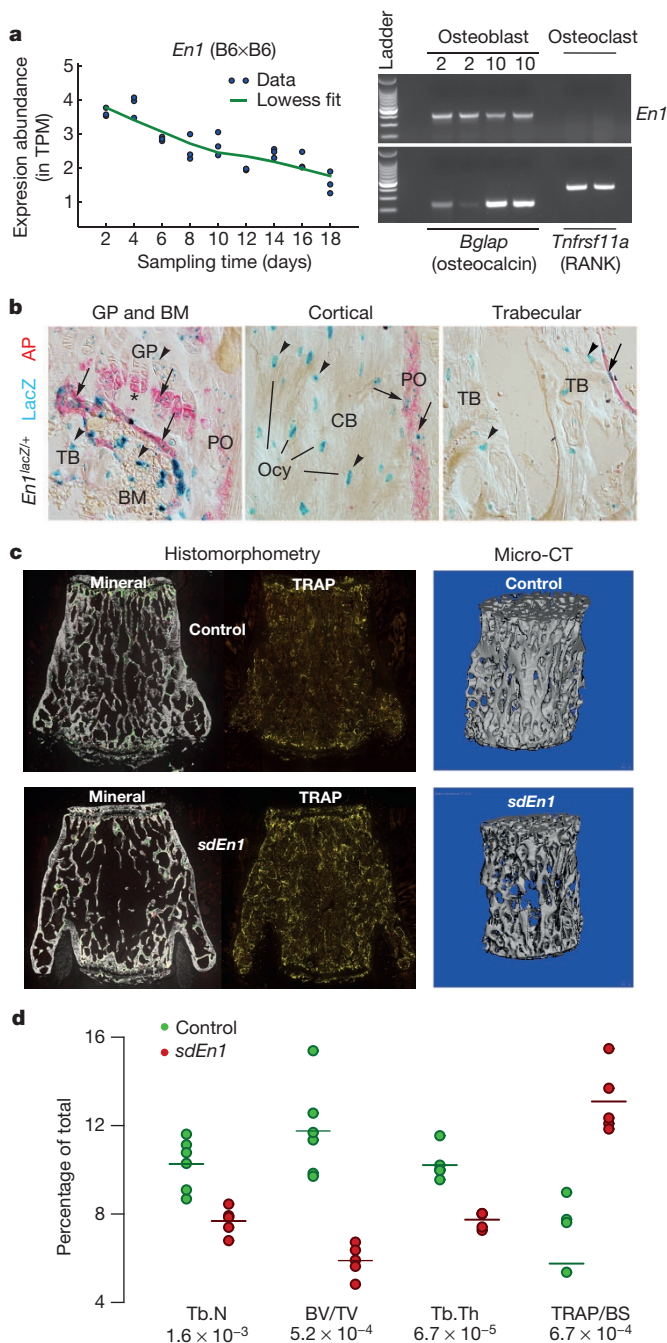 a
En1 (B6×B6)
Data
Lowess fit
Expresion abundance
(in TPM)
5
4
3
2
1
2 4 6 8 10 12 14 16 18
Sampling time (days)
Ladder
Osteoblast
Osteoclast
2 2 10 10
En1
Bglap
(osteocalcin)
Tnfrsf11a
(RANK)
b
GP and BM
Cortical
Trabecular
En1lacZ/+
LacZ AP
GP
*
TB
BM
PO
Ocy
CB
PO
TB
TB
c
Histomorphometry
Micro-CT
Mineral
TRAP
Control
Control
Mineral
TRAP
sdEn1
sdEn1
d
Control
sdEn1
Percentage of total
16
12
8
4
Tb.N BV/TV Tb.Th TRAP/BS
1.6 × 10−3 5.2 × 10−4 6.7 × 10−5 6.7 × 10−4